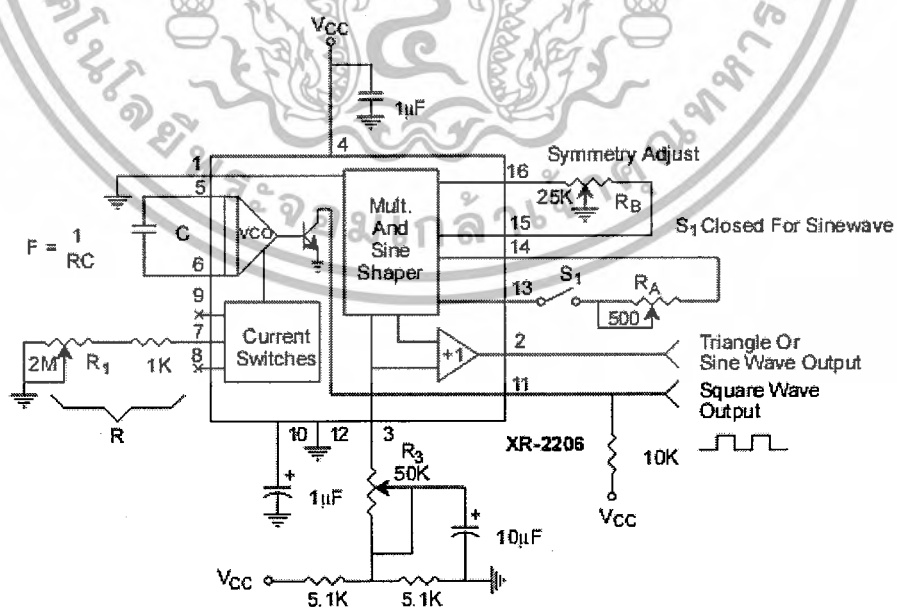 VCC
1µF
4
1
16
Symmetry Adjust
5
25K
RB
Mult.
And
Sine
Shaper
15
S1 Closed For Sinewave
C
VCO
14
F = 1
RC
6
13
S1
RA
9
500
7
Current
Switches
+1
2
Triangle Or
Sine Wave Output
2M
R1
1K
8
11
Square Wave
Output
R
10
12
3
XR-2206
10K
R3
50K
1µF
VCC
10µF
VCC
5.1K
5.1K